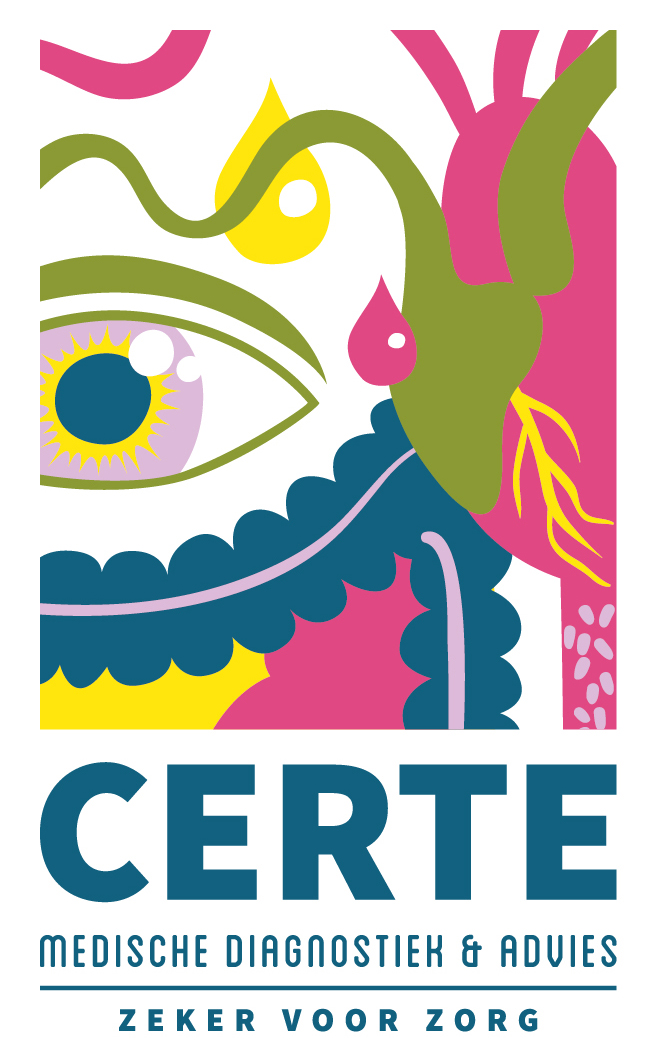 CERTE
MEDISCHE DIAGNOSTIEK & ADVIES
ZEKER VOOR ZORG